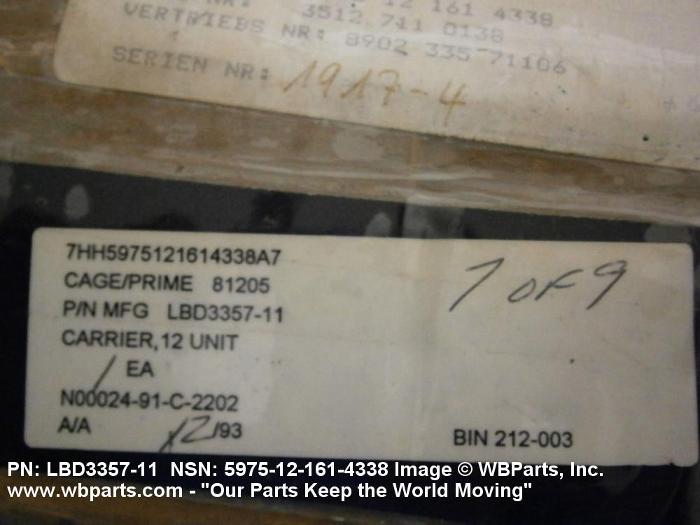 12 161 4338
3512 711 0138
VERTRIEBS NR: 8902 335 71106
SERIEN NR: 1917-4
7HH5975121614338A7
CAGE/PRIME 81205
P/N MFG LBD3357-11
CARRIER,12 UNIT
1 EA
N00024-91-C-2202
A/A 12/93
7 OF 9
BIN 212-003
PN: LBD3357-11 NSN: 5975-12-161-4338 Image © WBParts, Inc.
www.wbparts.com - "Our Parts Keep the World Moving"